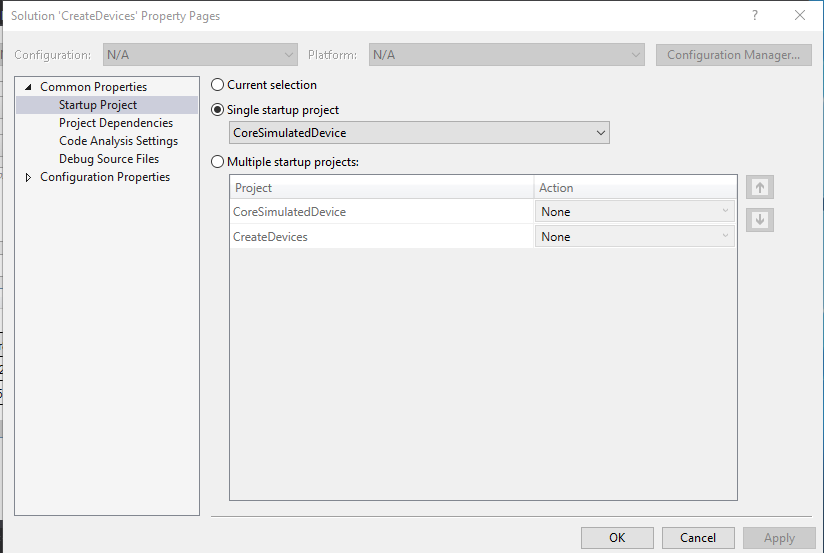 Solution 'CreateDevices' Property Pages
?
Configuration: N/A Platform: N/A Configuration Manager...
Common Properties
Startup Project
Project Dependencies
Code Analysis Settings
Debug Source Files
Configuration Properties
Current selection
Single startup project
CoreSimulatedDevice
Multiple startup projects:
Project Action
CoreSimulatedDevice None
CreateDevices None
OK Cancel Apply